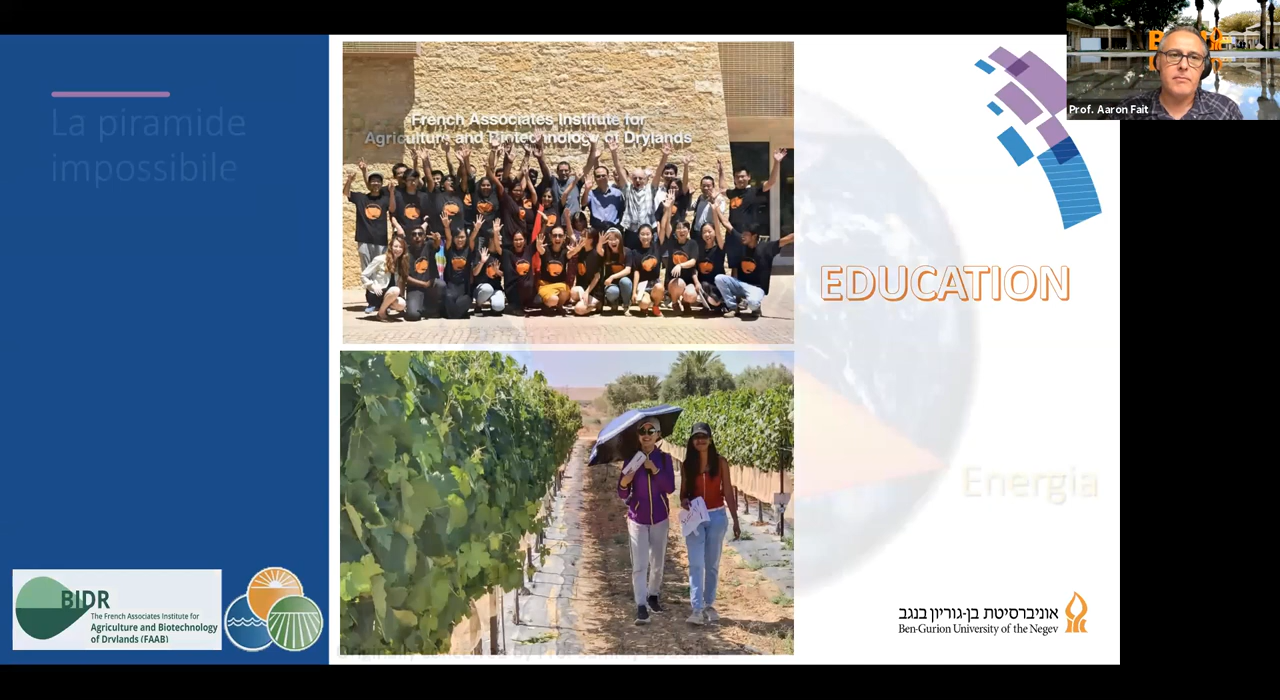 La piramide
impossibile
French Associates Institute for
Agriculture and Biotechnology of Drylands
Prof. Aaron Fait
EDUCATION
Energia
BIDR
The French Associates Institute for
Agriculture and Biotechnology
of Drylands (FAAB)
אוניברסיטת בן-גוריון בנגב
Ben-Gurion University of the Negev